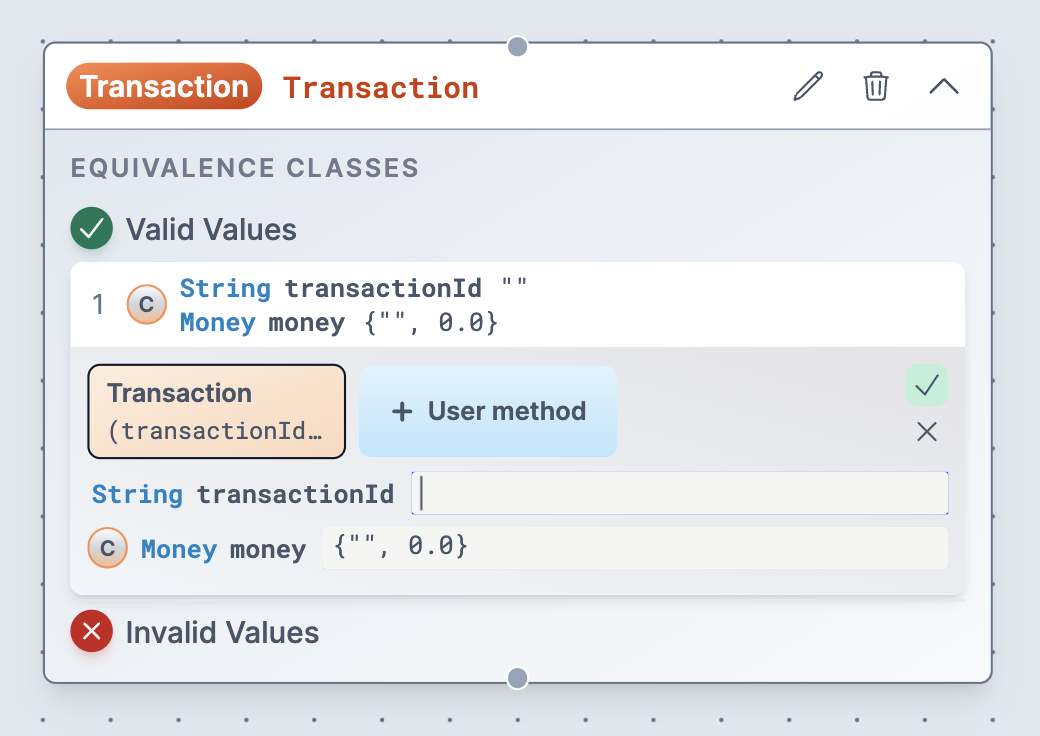 Transaction Transaction
EQUIVALENCE CLASSES
Valid Values
1 C String transactionId ""
Money money {"", 0.0}
Transaction
(transactionId…
+ User method
String transactionId
C Money money {"", 0.0}
Invalid Values